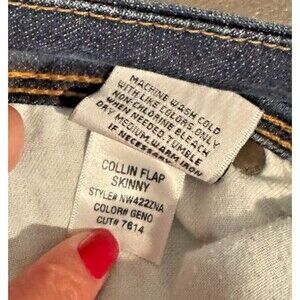 MACHINE WASH COLD
WITH LIKE COLORS. ONLY
NON-CHLORINE BLEACH
WHEN NEEDED. TUMBLE
DRY MEDIUM. WARM IRON
IF NECESSARY
COLLIN FLAP
SKINNY
STYLE# NW422ZNA
COLOR# GENO
CUT# 7614